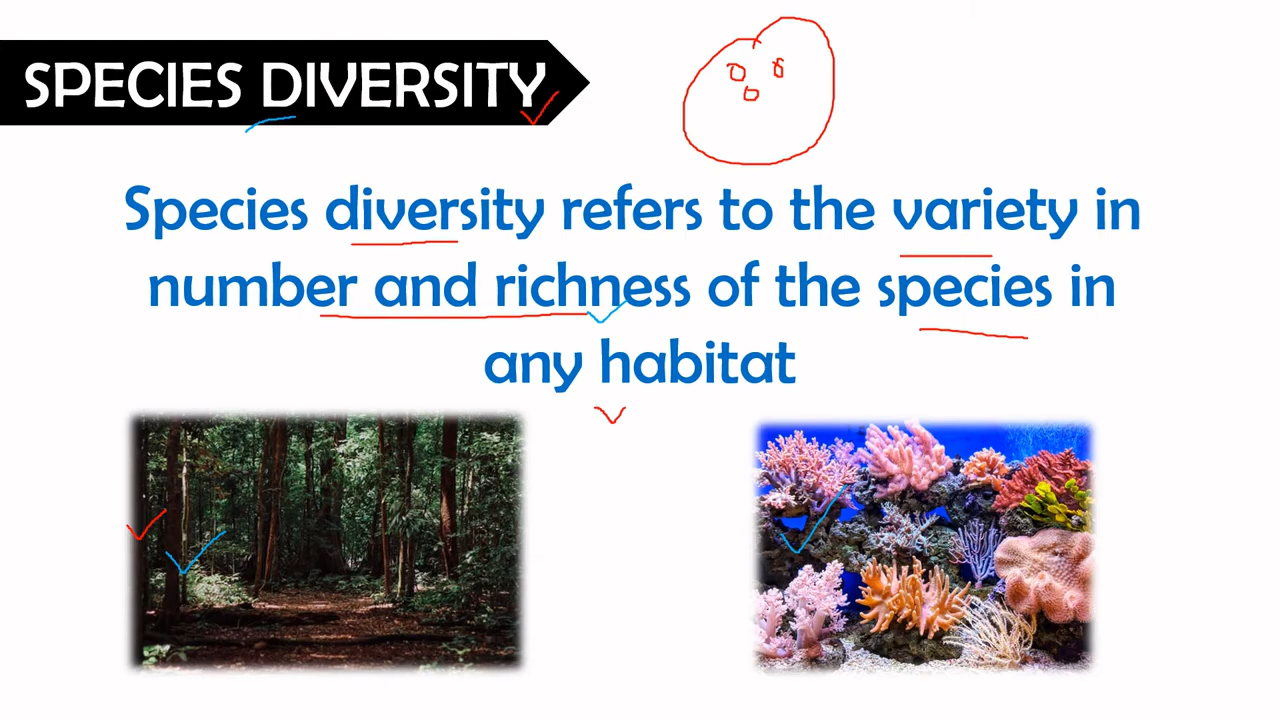 SPECIES DIVERSITY
Species diversity refers to the variety in
number and richness of the species in
any habitat